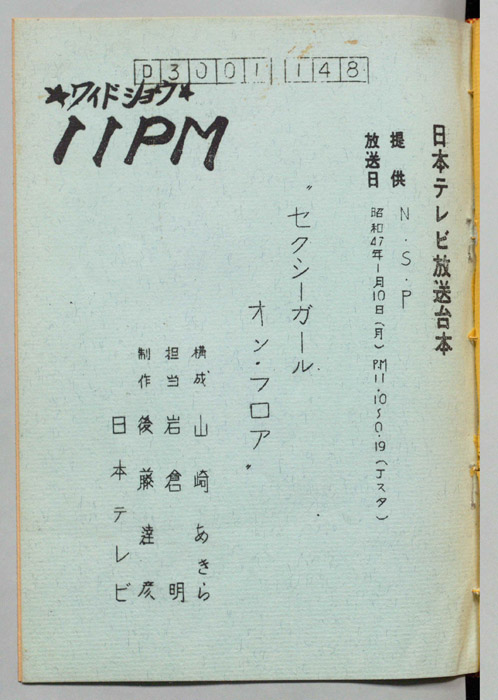 P3001148
★ワイドショウ★
11PM
日本テレビ放送台本
提供 N・S・P
放送日 昭和47年1月10日(月) PM11・10〜0・19(Jスタ)
"セクシーガール
オン・フロア"
構成 山崎あきら
担当 岩倉明
制作 後藤達彦
日本テレビ